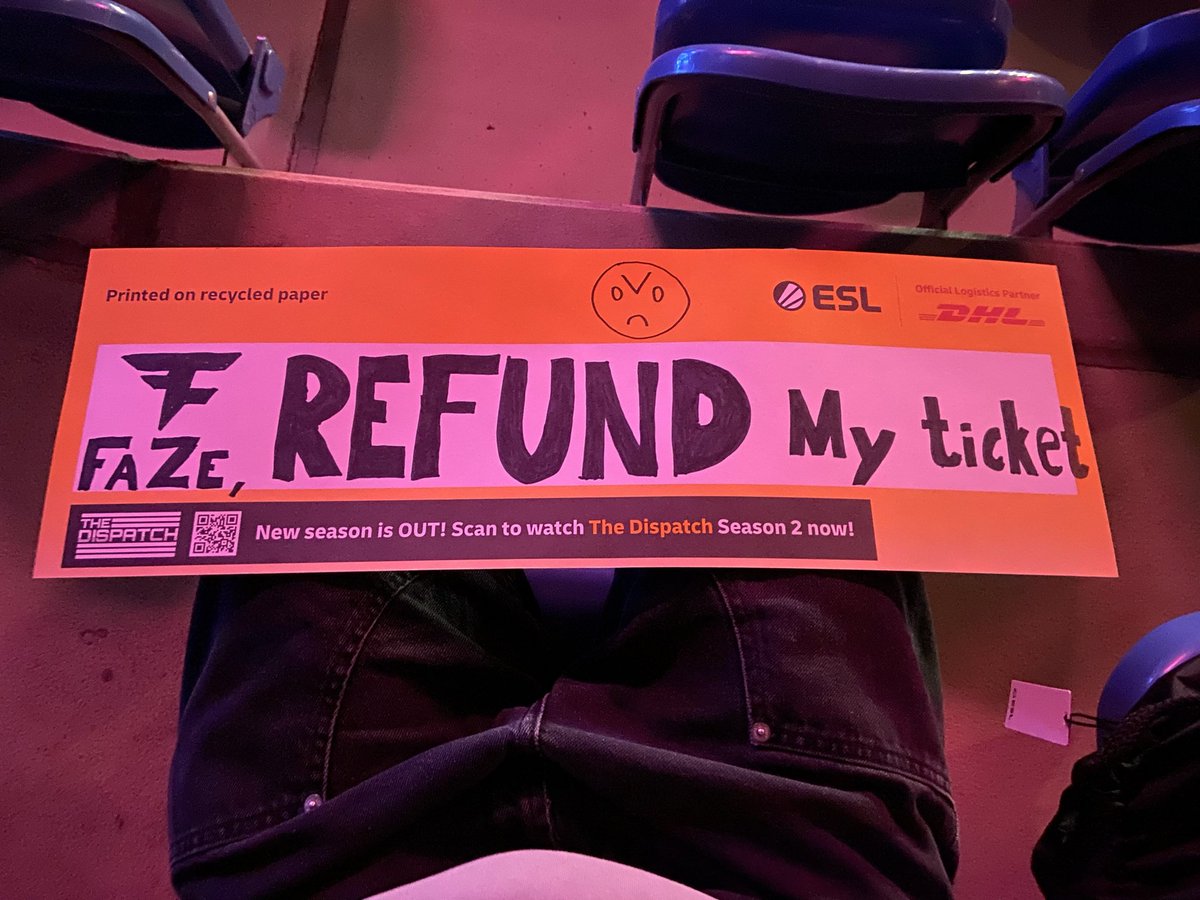 Printed on recycled paper
ESL
Official Logistics Partner
DHL
FAZE, REFUND My ticket
THE
DISPATCH
New season is OUT! Scan to watch The Dispatch Season 2 now!